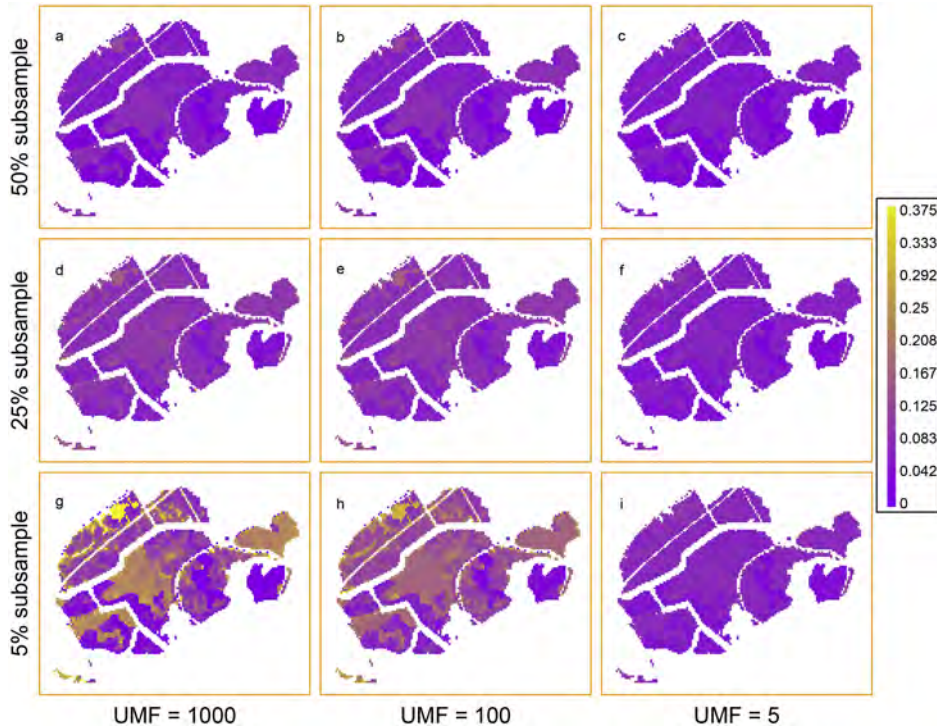 50% subsample
a
b
c
25% subsample
d
e
f
5% subsample
g
h
i
0.375
0.333
0.292
0.25
0.208
0.167
0.125
0.083
0.042
0
UMF = 1000
UMF = 100
UMF = 5